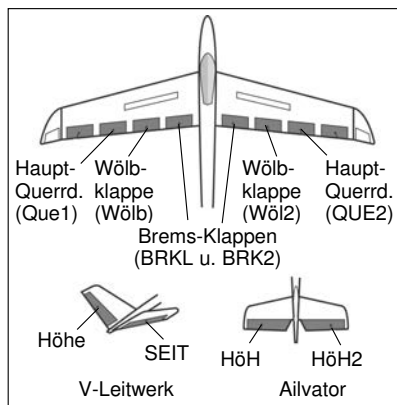 Haupt-
Querrd.
(Que1)
Wölb-
klappe
(Wölb)
Wölb-
klappe
(Wöl2)
Haupt-
Querrd.
(QUE2)
Brems-Klappen
(BRKL u. BRK2)
Höhe
SEIT
V-Leitwerk
HöH
HöH2
Ailvator